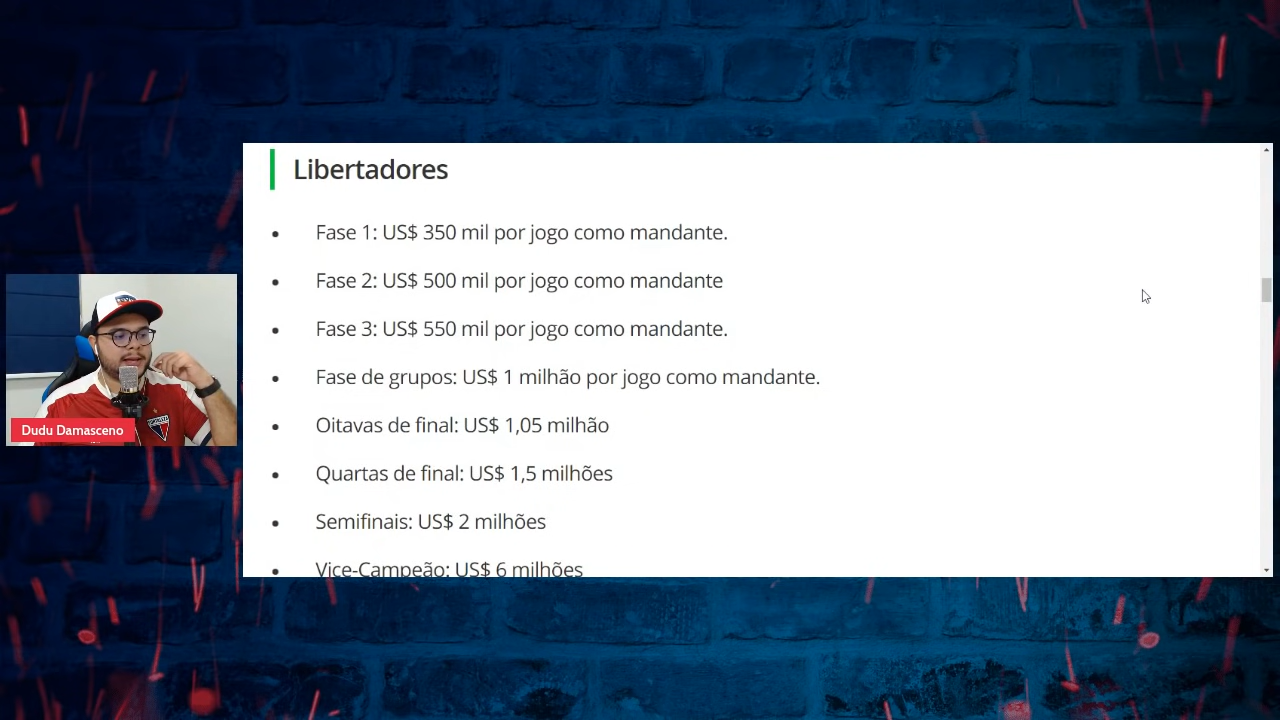 Libertadores
• Fase 1: US$ 350 mil por jogo como mandante.
• Fase 2: US$ 500 mil por jogo como mandante
• Fase 3: US$ 550 mil por jogo como mandante.
• Fase de grupos: US$ 1 milhão por jogo como mandante.
• Oitavas de final: US$ 1,05 milhão
• Quartas de final: US$ 1,5 milhões
• Semifinais: US$ 2 milhões
• Vice-Campeão: US$ 6 milhões
Dudu Damasceno